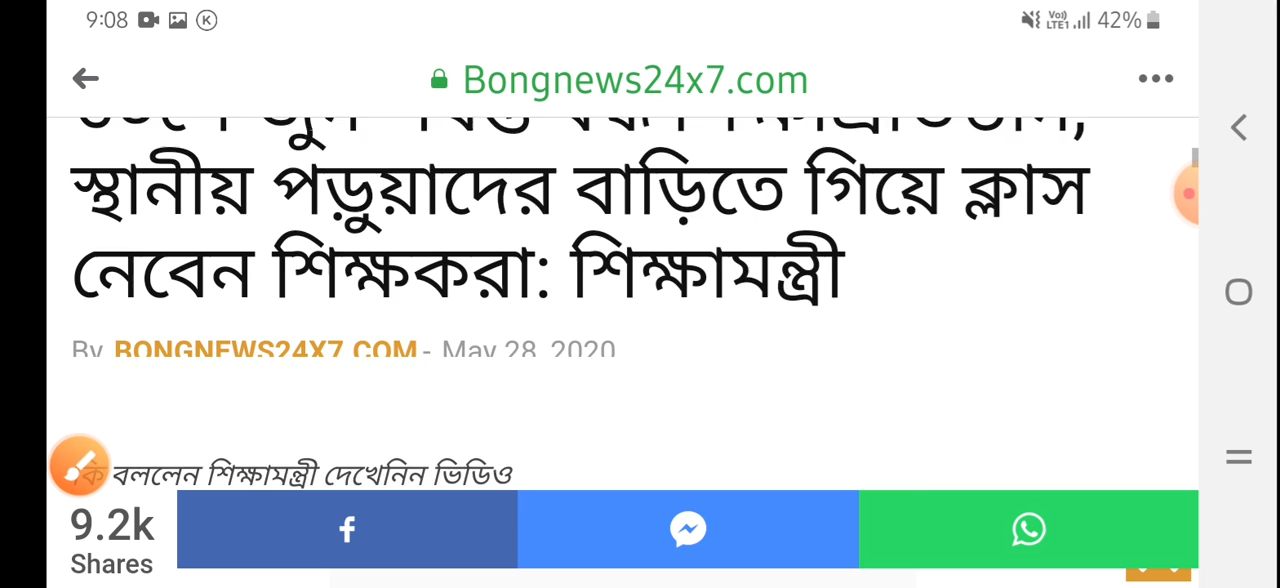 9:08 42%
Bongnews24x7.com
স্থানীয় পড়ুয়াদের বাড়িতে গিয়ে ক্লাস
নেবেন শিক্ষকরা: শিক্ষামন্ত্রী
By BONGNEWS24X7.COM - May 28, 2020
কি বললেন শিক্ষামন্ত্রী দেখেনিন ভিডিও
9.2k
Shares